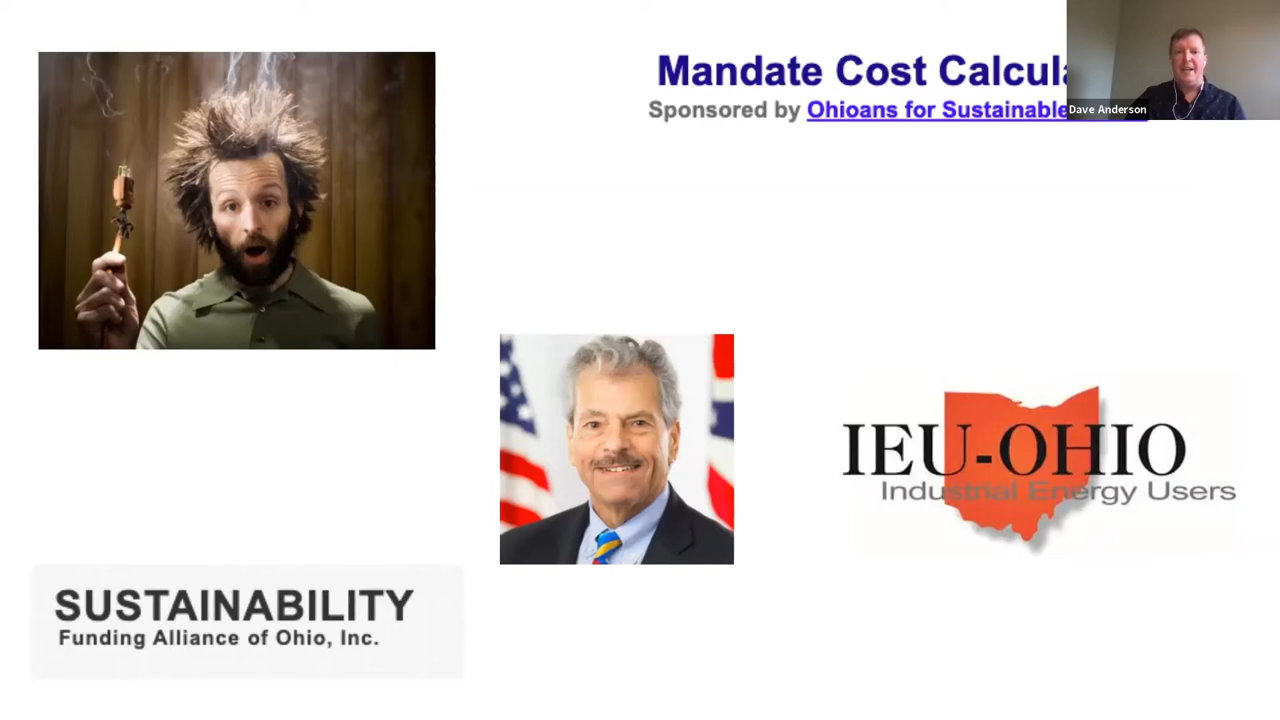 Mandate Cost Calcul
Sponsored by Ohioans for Sustainable
Dave Anderson
IEU-OHIO
Industrial Energy Users
SUSTAINABILITY
Funding Alliance of Ohio, Inc.